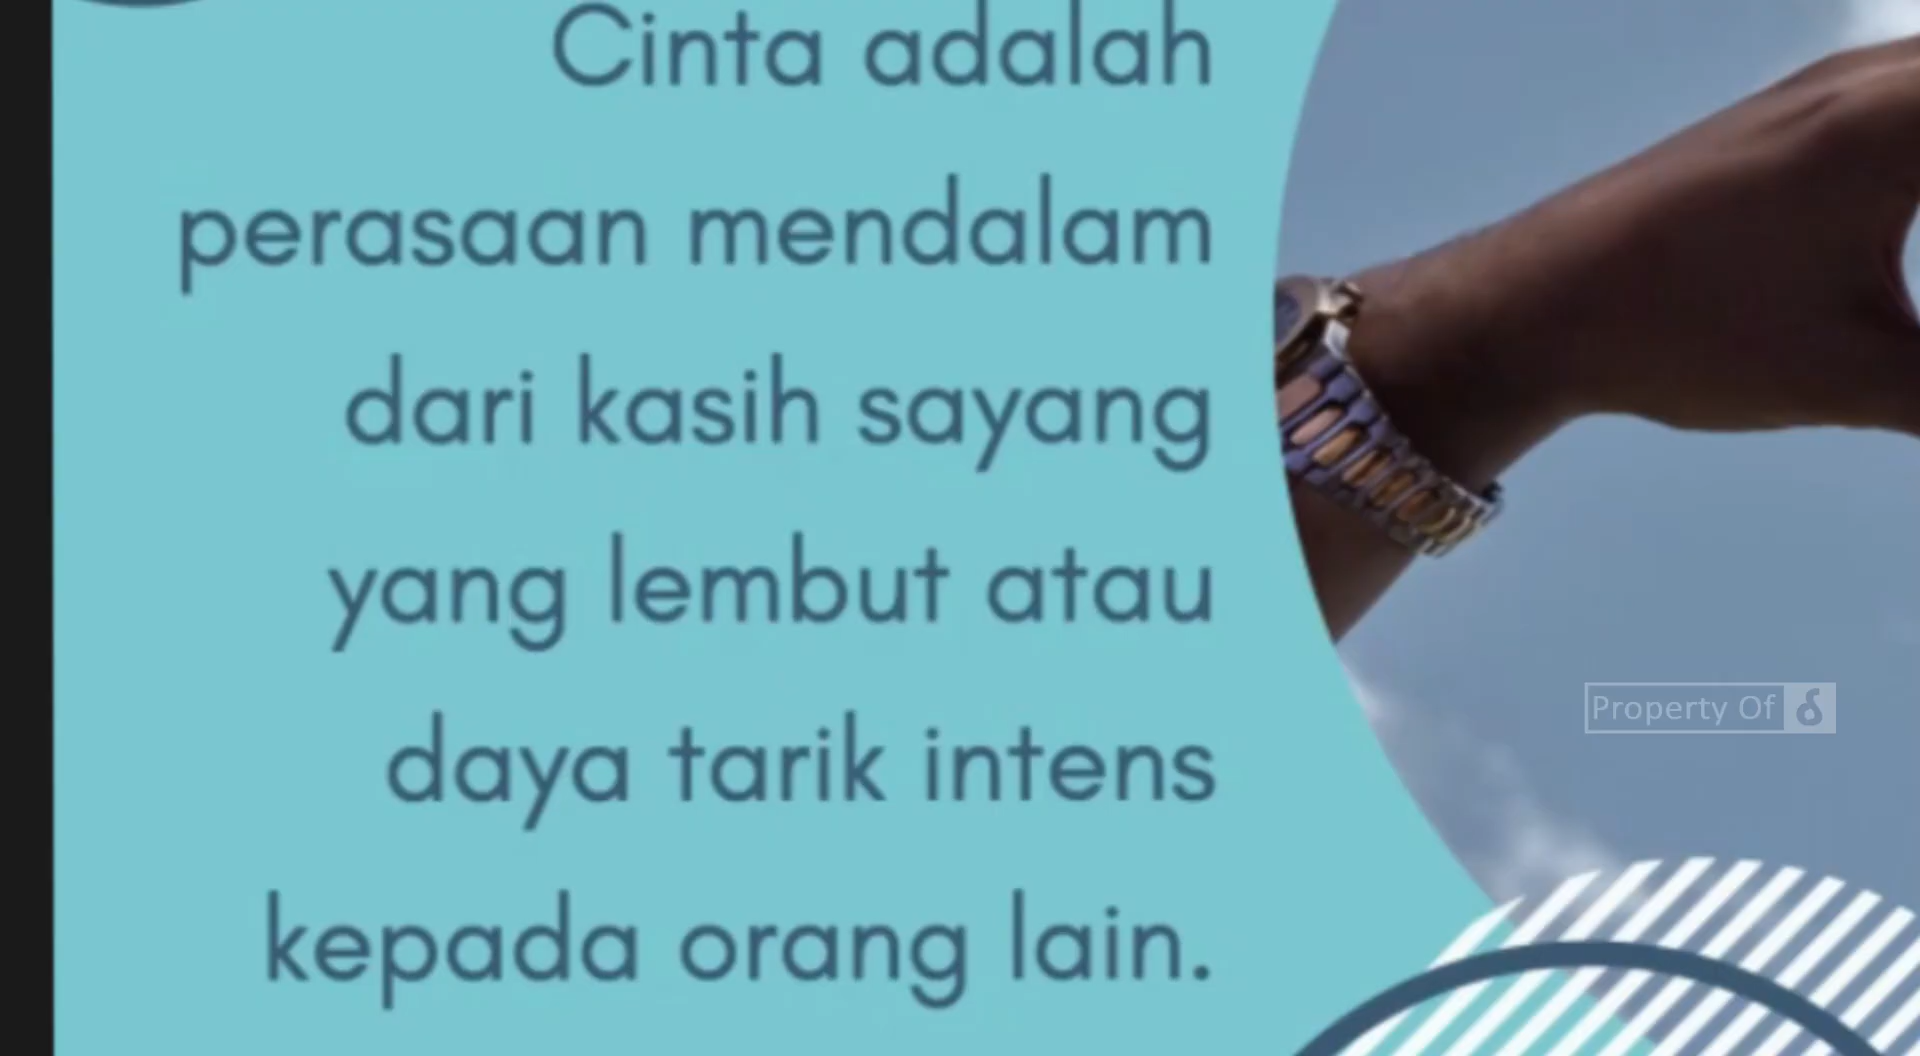 Cinta adalah
perasaan mendalam
dari kasih sayang
yang lembut atau
daya tarik intens
kepada orang lain.
Property Of